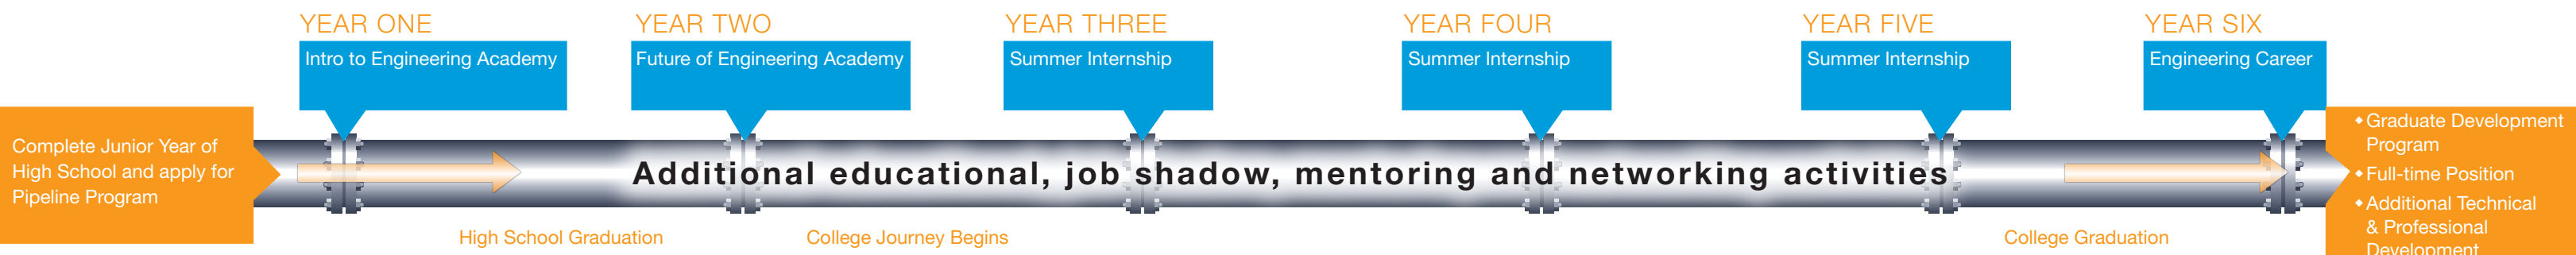 YEAR ONE
Intro to Engineering Academy
YEAR TWO
Future of Engineering Academy
YEAR THREE
Summer Internship
YEAR FOUR
Summer Internship
YEAR FIVE
Summer Internship
YEAR SIX
Engineering Career
Complete Junior Year of
High School and apply for
Pipeline Program
Additional educational, job shadow, mentoring and networking activities
High School Graduation
College Journey Begins
College Graduation
◆ Graduate Development
Program
◆ Full-time Position
◆ Additional Technical
& Professional
Development